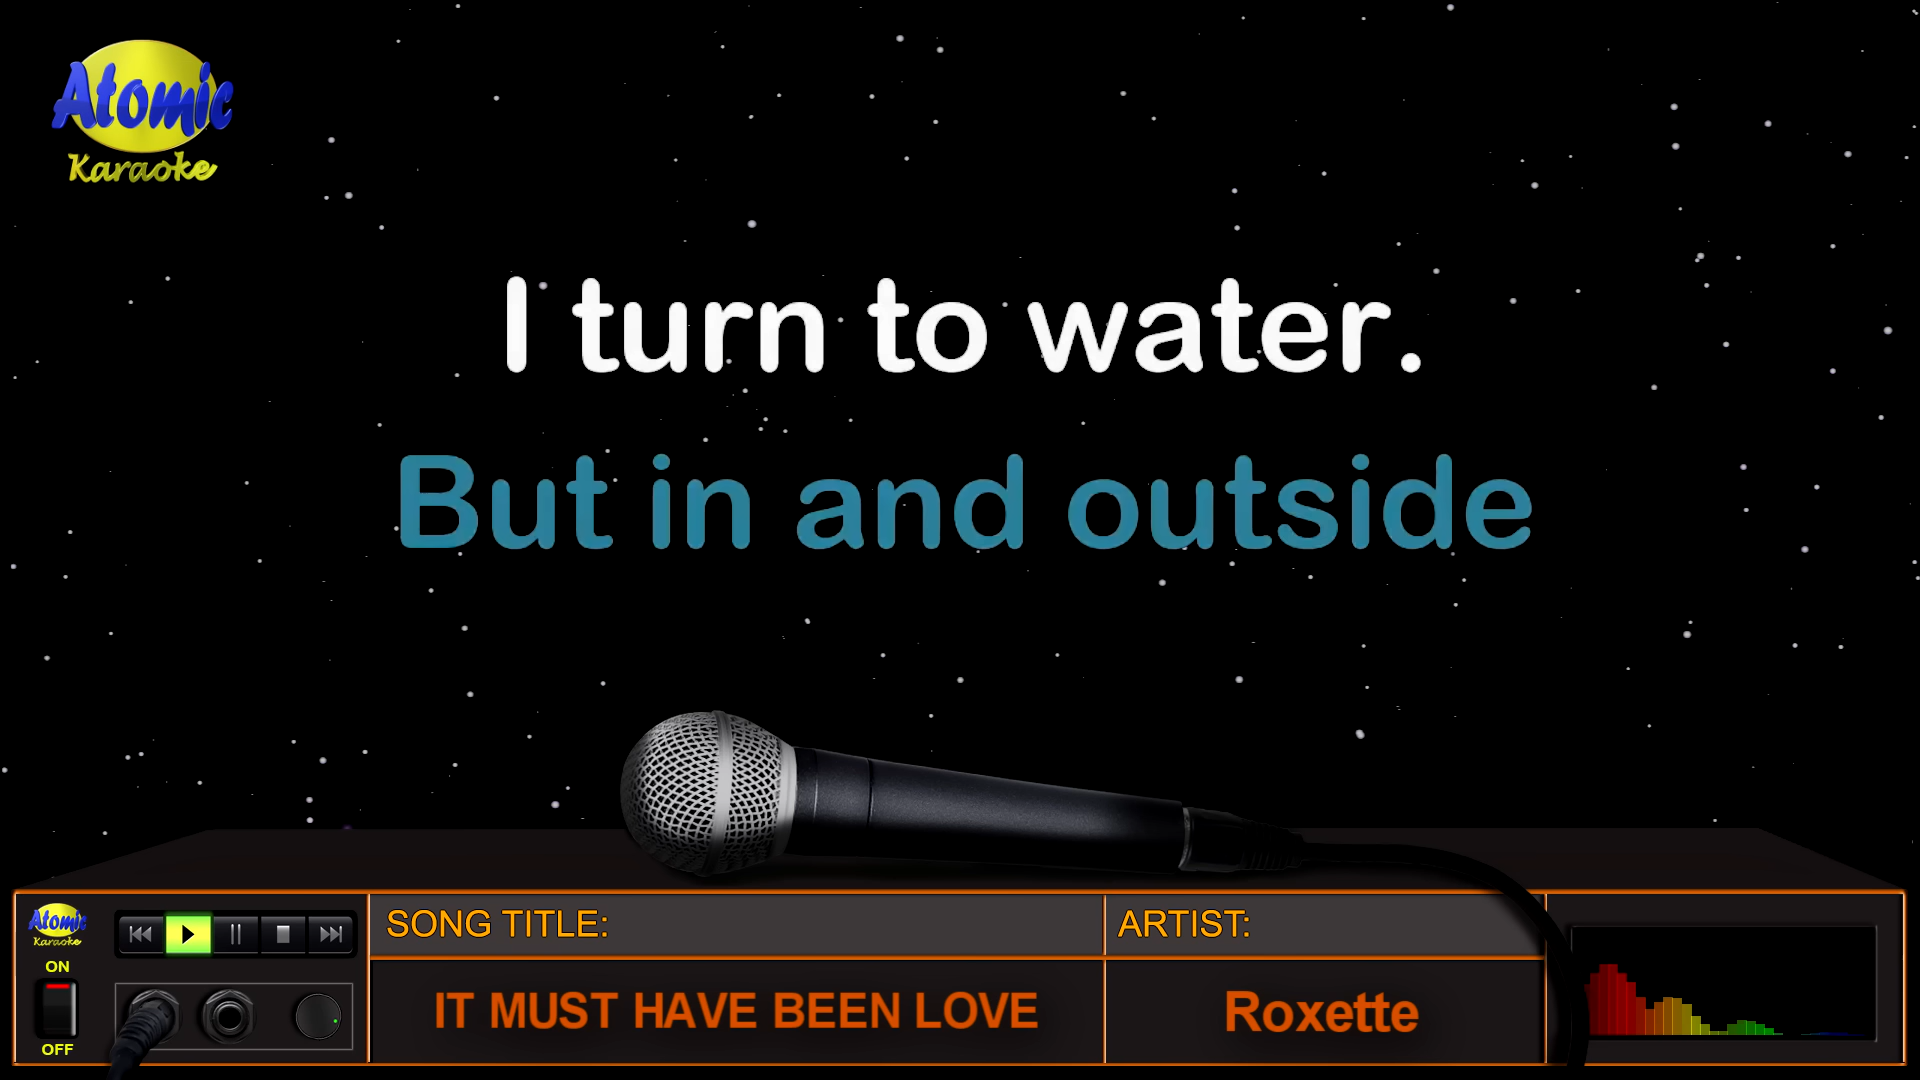 Atomic
Karaoke
I turn to water.
But in and outside
Atomic
Karaoke
ON
OFF
SONG TITLE:
IT MUST HAVE BEEN LOVE
ARTIST:
Roxette